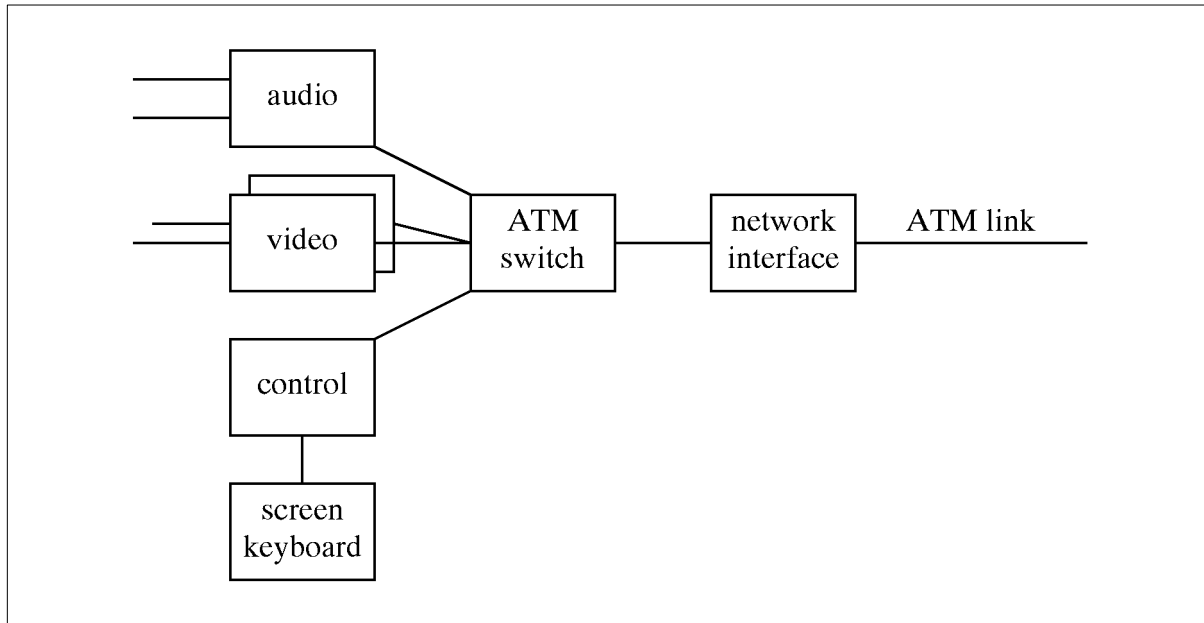 audio
video
ATM
switch
network
interface
ATM link
control
screen
keyboard